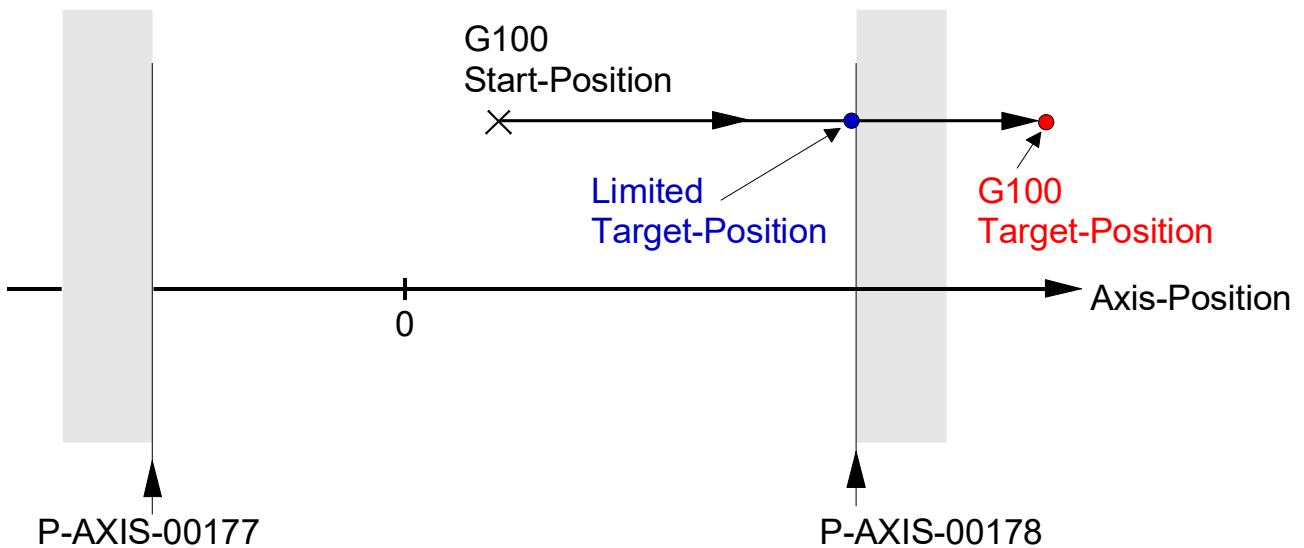 G100
Start-Position
Limited
Target-Position
G100
Target-Position
Axis-Position
0
P-AXIS-00177
P-AXIS-00178